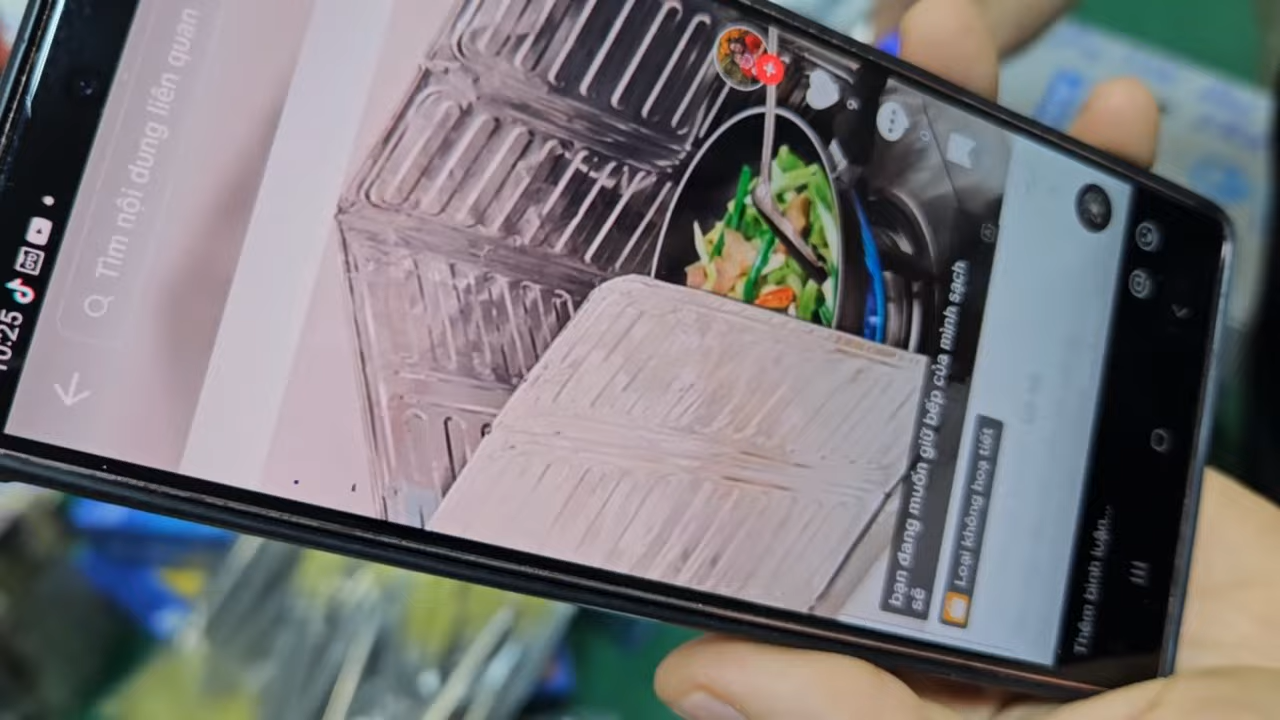 10:25
Tìm nội dung liên quan
bạn đang muốn giữ bếp của mình sạch
sẽ
Loại không hoạ tiết
Thêm bình luận...